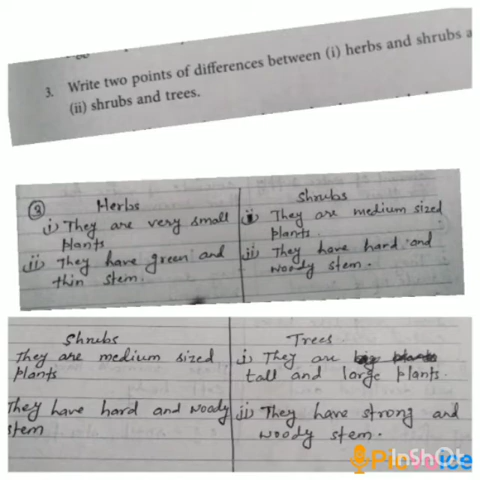 3. Write two points of differences between (i) herbs and shrubs a
(ii) shrubs and trees.
③ Herbs
i) They are very small
plants
ii) They have green and
thin stem.
Shrubs
i) They are medium sized
plants.
ii) They have hard and
woody stem.
Shrubs
They are medium sized
plants
They have hard and woody
stem
Trees
i) They are
tall and large plants.
ii) They have strong and
woody stem.
InShOt
PicVoice